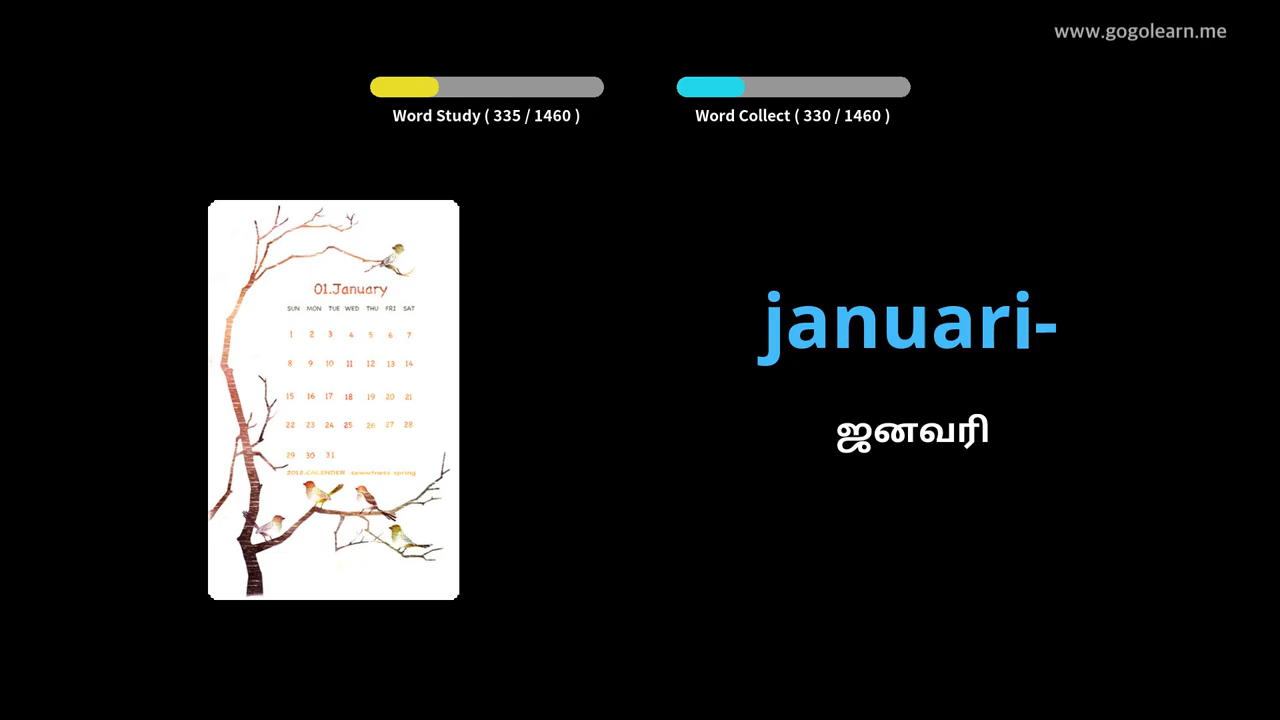 www.gogolearn.me
Word Study ( 335 / 1460 )
Word Collect ( 330 / 1460 )
01.January
SUN MON TUE WED THU FRI SAT
1 2 3 4 5 6 7
8 9 10 11 12 13 14
15 16 17 18 19 20 21
22 23 24 25 26 27 28
29 30 31
2012.CALENDER
januari-
ஜனவரி